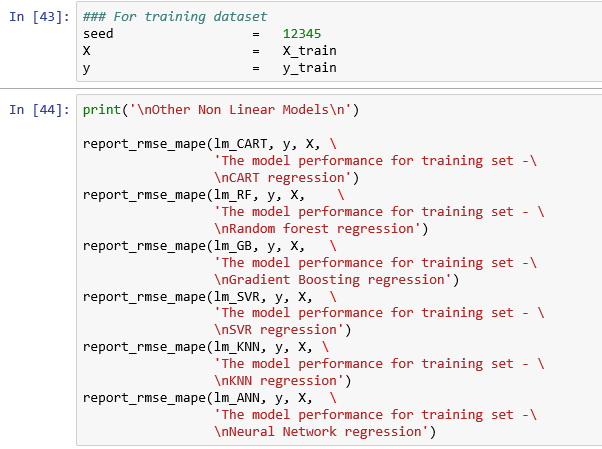 In [43]: ### For training dataset
seed = 12345
X = X_train
y = y_train
In [44]: print('\nOther Non Linear Models\n')
report_rmse_mape(lm_CART, y, X, \
'The model performance for training set -\
\nCART regression')
report_rmse_mape(lm_RF, y, X, \
'The model performance for training set - \
\nRandom forest regression')
report_rmse_mape(lm_GB, y, X, \
'The model performance for training set -\
\nGradient Boosting regression')
report_rmse_mape(lm_SVR, y, X, \
'The model performance for training set - \
\nSVR regression')
report_rmse_mape(lm_KNN, y, X, \
'The model performance for training set - \
\nKNN regression')
report_rmse_mape(lm_ANN, y, X, \
'The model performance for training set -\
\nNeural Network regression')